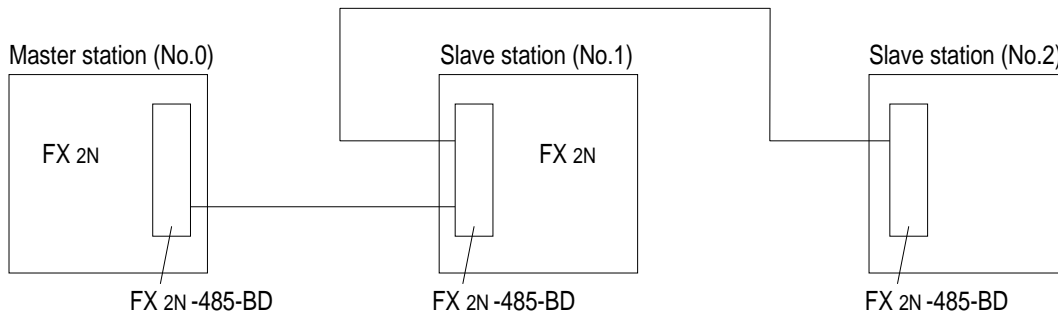 Master station (No.0)
Slave station (No.1)
Slave station (No.2)
FX 2N
FX 2N
FX 2N -485-BD
FX 2N -485-BD
FX 2N -485-BD